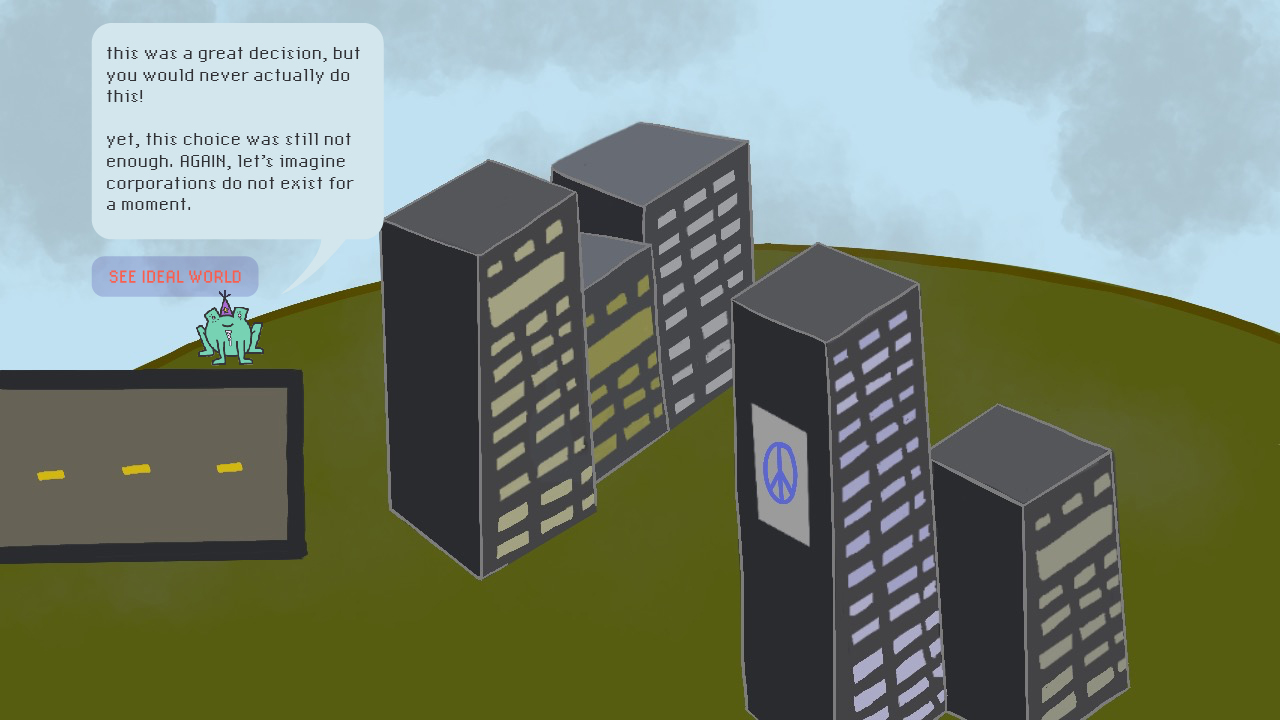 this was a great decision, but
you would never actually do
this!
yet, this choice was still not
enough. AGAIN, let's imagine
corporations do not exist for
a moment.
SEE IDEAL WORLD